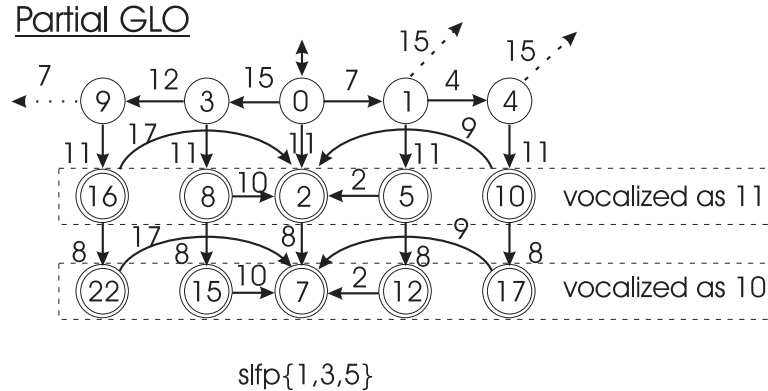 Partial GLO
15 15
7 12 15 7 4
9 3 0 1 4
17 9
11 11 11 11 11
10 2
16 8 2 5 10 vocalized as 11
17 9
8 8 8 8 8
10 2
22 15 7 12 17 vocalized as 10
slfp{1,3,5}